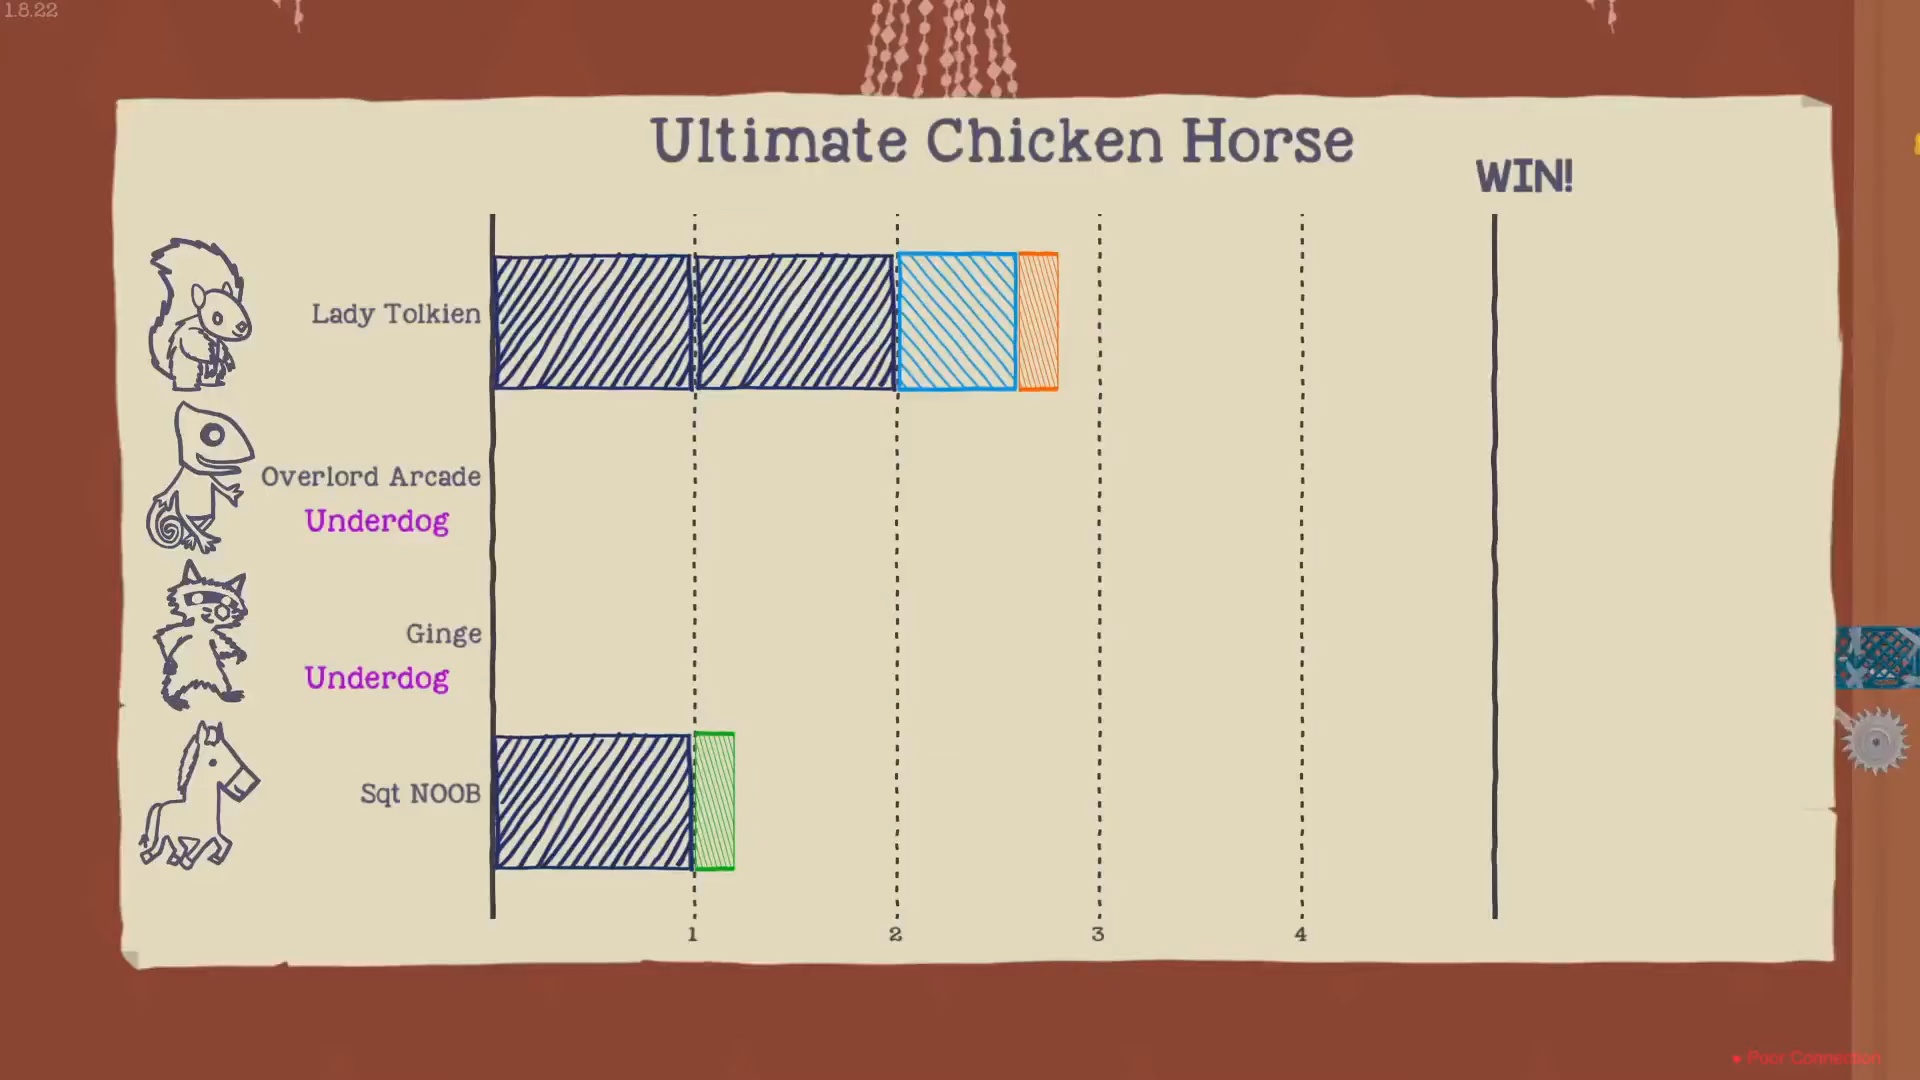 1.8.22
Ultimate Chicken Horse
WIN!
Lady Tolkien
Overlord Arcade
Underdog
Ginge
Underdog
Sqt NOOB
1 2 3 4
Poor Connection